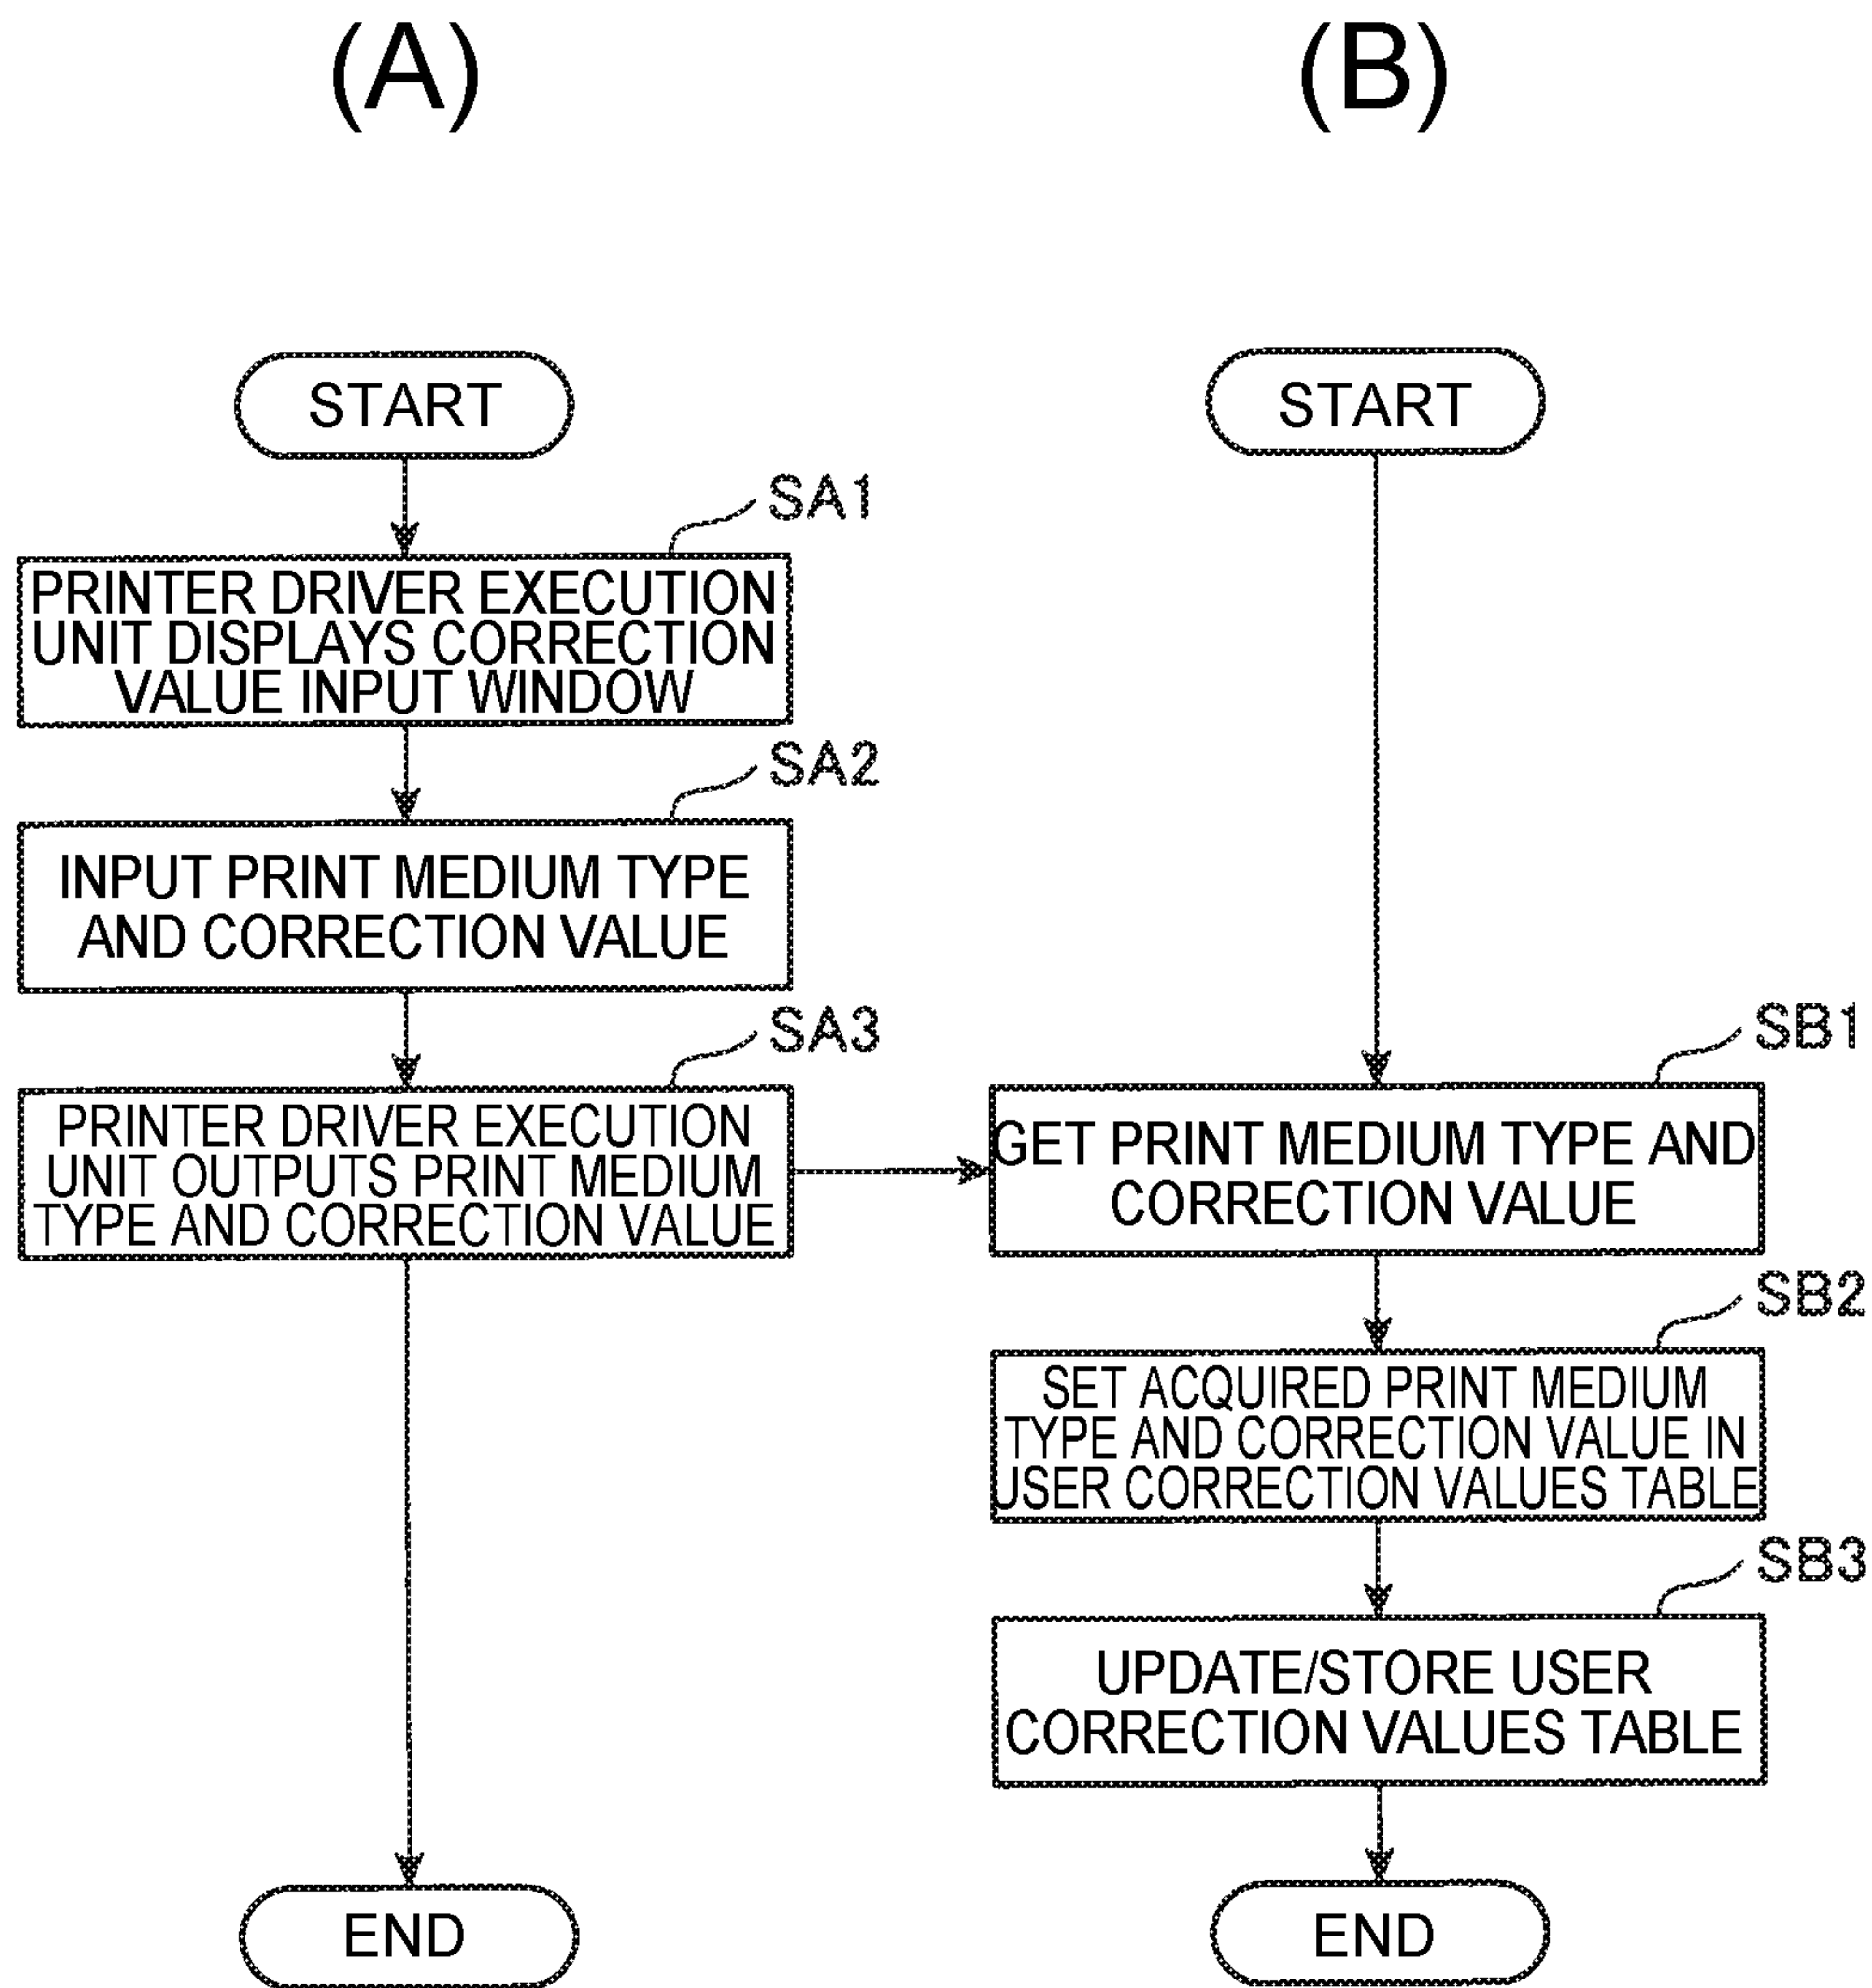 (A)
START
SA1
PRINTER DRIVER EXECUTION
UNIT DISPLAYS CORRECTION
VALUE INPUT WINDOW
SA2
INPUT PRINT MEDIUM TYPE
AND CORRECTION VALUE
SA3
PRINTER DRIVER EXECUTION
UNIT OUTPUTS PRINT MEDIUM
TYPE AND CORRECTION VALUE
END
(B)
START
SB1
GET PRINT MEDIUM TYPE AND
CORRECTION VALUE
SB2
SET ACQUIRED PRINT MEDIUM
TYPE AND CORRECTION VALUE IN
USER CORRECTION VALUES TABLE
SB3
UPDATE/STORE USER
CORRECTION VALUES TABLE
END